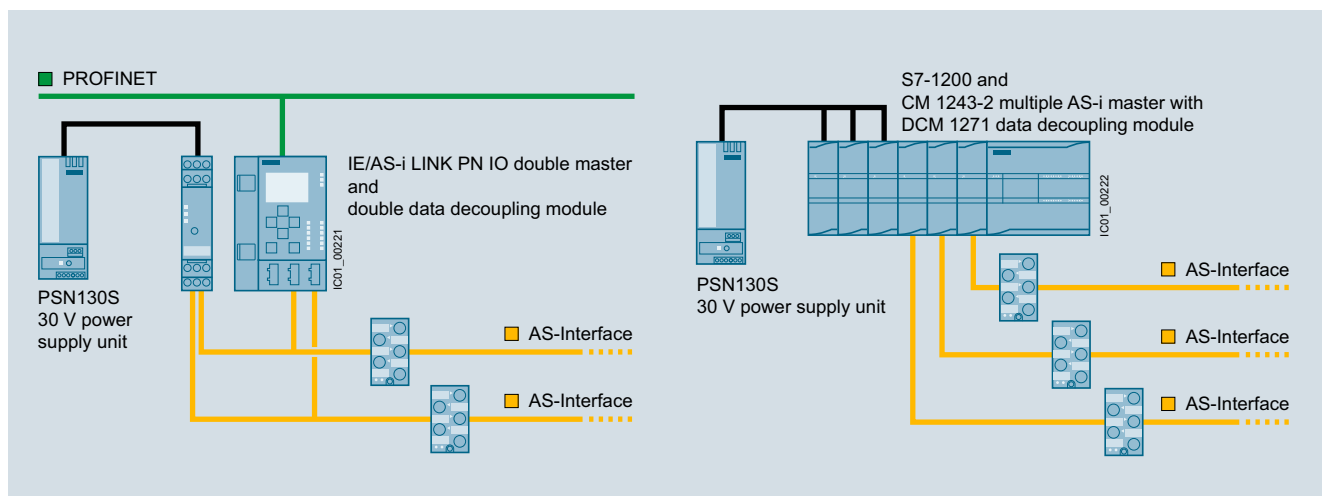 PROFINET
IE/AS-i LINK PN IO double master
and
double data decoupling module
IC01_00221
PSN130S
30 V power
supply unit
AS-Interface
AS-Interface
S7-1200 and
CM 1243-2 multiple AS-i master with
DCM 1271 data decoupling module
IC01_00222
PSN130S
30 V power supply unit
AS-Interface
AS-Interface
AS-Interface